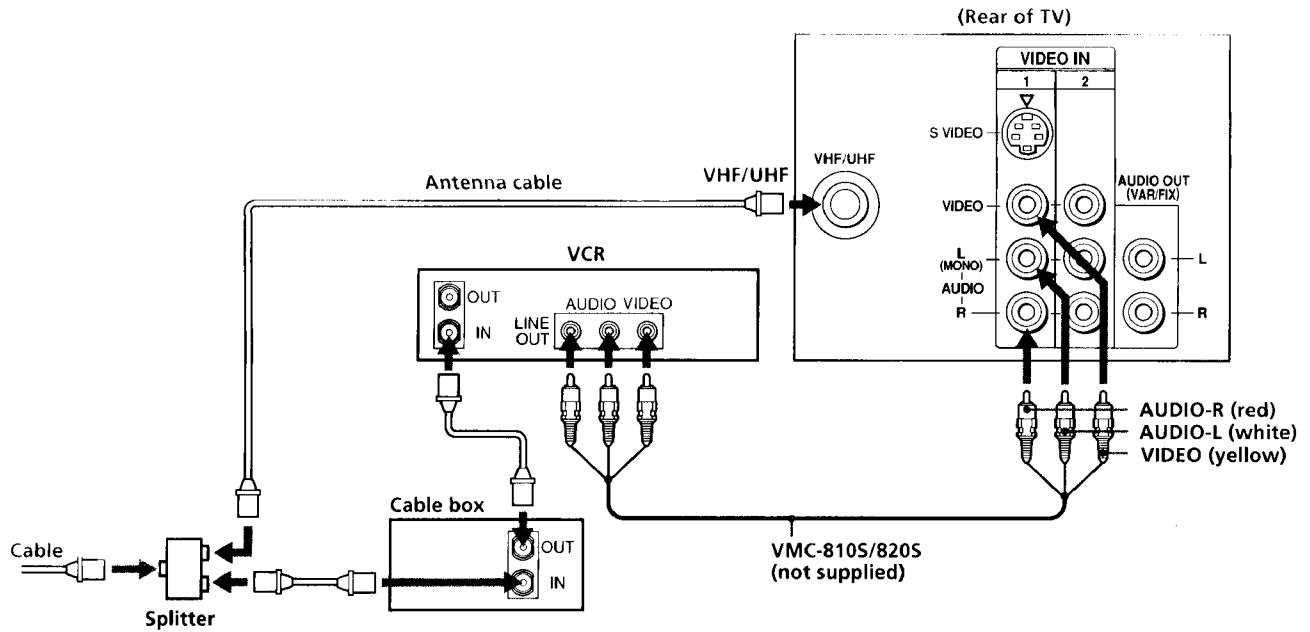 (Rear of TV)
VIDEO IN
1 2
S VIDEO
VHF/UHF
VHF/UHF
Antenna cable
AUDIO OUT
(VAR/FIX)
VIDEO
L
(MONO)
AUDIO
R
L
R
VCR
OUT
IN
AUDIO VIDEO
LINE
OUT
AUDIO-R (red)
AUDIO-L (white)
VIDEO (yellow)
Cable box
OUT
IN
VMC-810S/820S
(not supplied)
Cable
Splitter